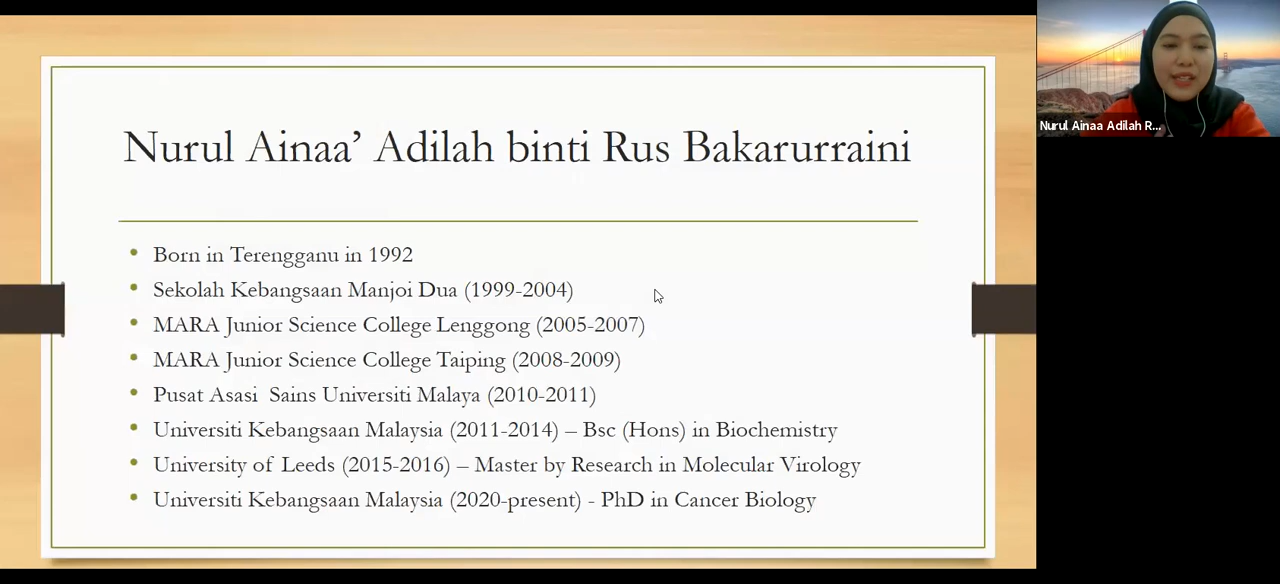 Nurul Ainaa’ Adilah binti Rus Bakarurraini
Born in Terengganu in 1992
Sekolah Kebangsaan Manjoi Dua (1999-2004)
MARA Junior Science College Lenggong (2005-2007)
MARA Junior Science College Taiping (2008-2009)
Pusat Asasi  Sains Universiti Malaya (2010-2011)
Universiti Kebangsaan Malaysia (2011-2014) – Bsc (Hons) in Biochemistry
University of Leeds (2015-2016) – Master by Research in Molecular Virology
Universiti Kebangsaan Malaysia (2020-present) - PhD in Cancer Biology
Nurul Ainaa Adilah R...